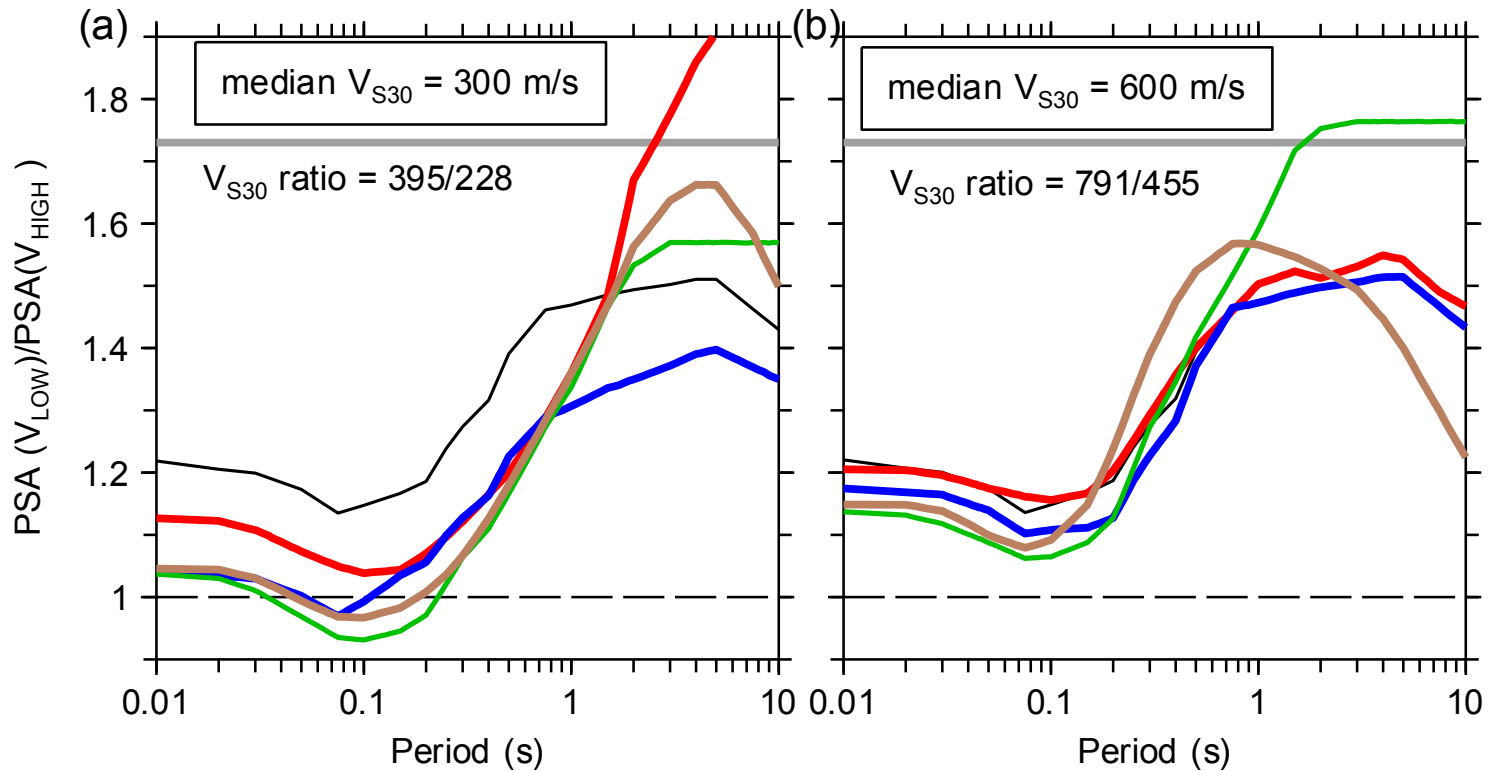 (a)
median VS30 = 300 m/s
VS30 ratio = 395/228
PSA (VLOW)/PSA(VHIGH)
1.8
1.6
1.4
1.2
1
0.01
0.1
1
10
Period (s)
(b)
median VS30 = 600 m/s
VS30 ratio = 791/455
0.01
0.1
1
10
Period (s)